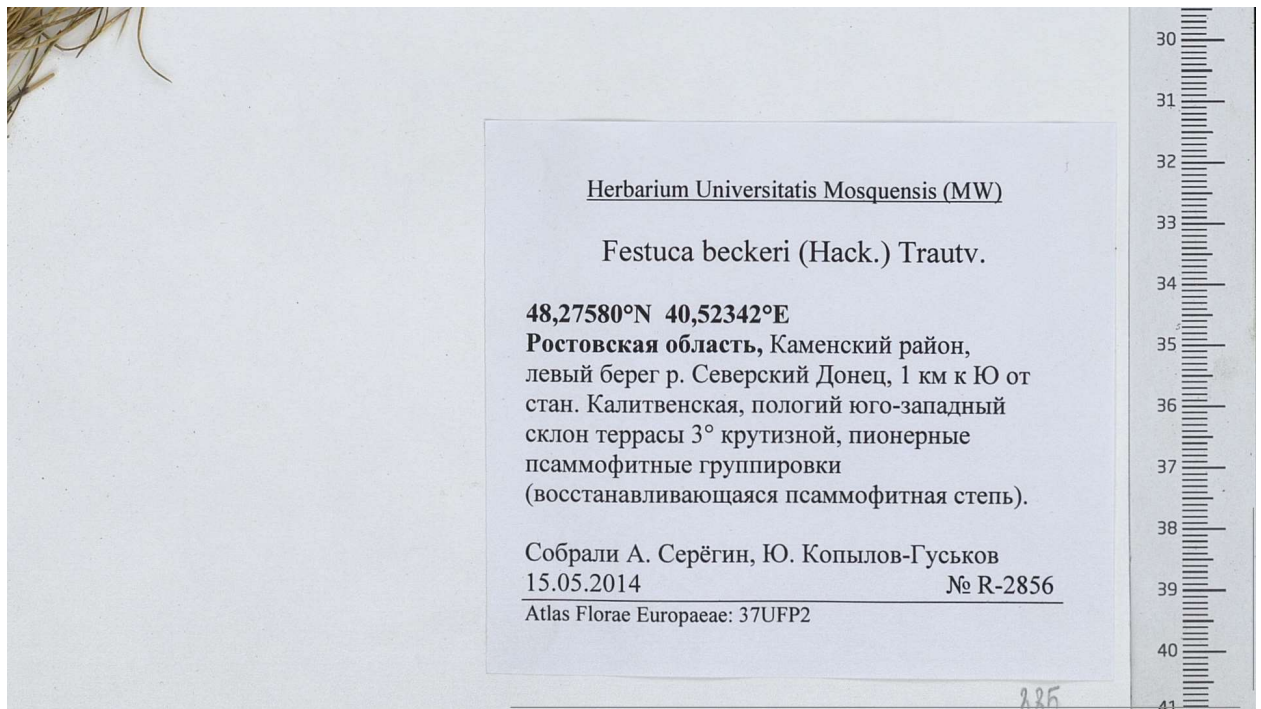 Herbarium Universitatis Mosquensis (MW)
Festuca beckeri (Hack.) Trautv.
48,27580°N 40,52342°E
Ростовская область, Каменский район,
левый берег р. Северский Донец, 1 км к Ю от
стан. Калитвенская, пологий юго-западный
склон террасы 3° крутизной, пионерные
псаммофитные группировки
(восстанавливающаяся псаммофитная степь).
Собрали А. Серёгин, Ю. Копылов-Гуськов
15.05.2014 № R-2856
Atlas Florae Europaeae: 37UFP2
30
31
32
33
34
35
36
37
38
39
40
41